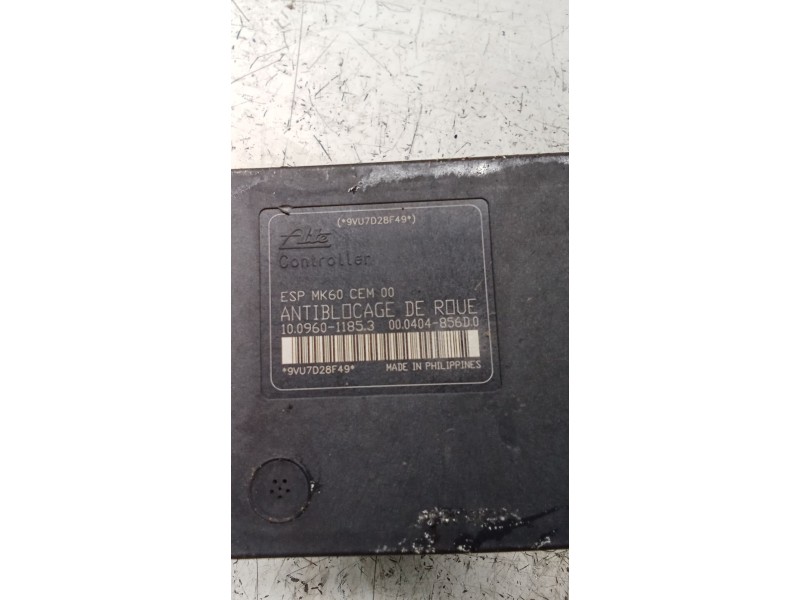 (*9VU7D28F49*)
Ate
Controller
ESP MK60 CEM 00
ANTIBLOCAGE DE ROUE
10.0960-1185.3 00.0404-856D.0
*9VU7D28F49* MADE IN PHILIPPINES